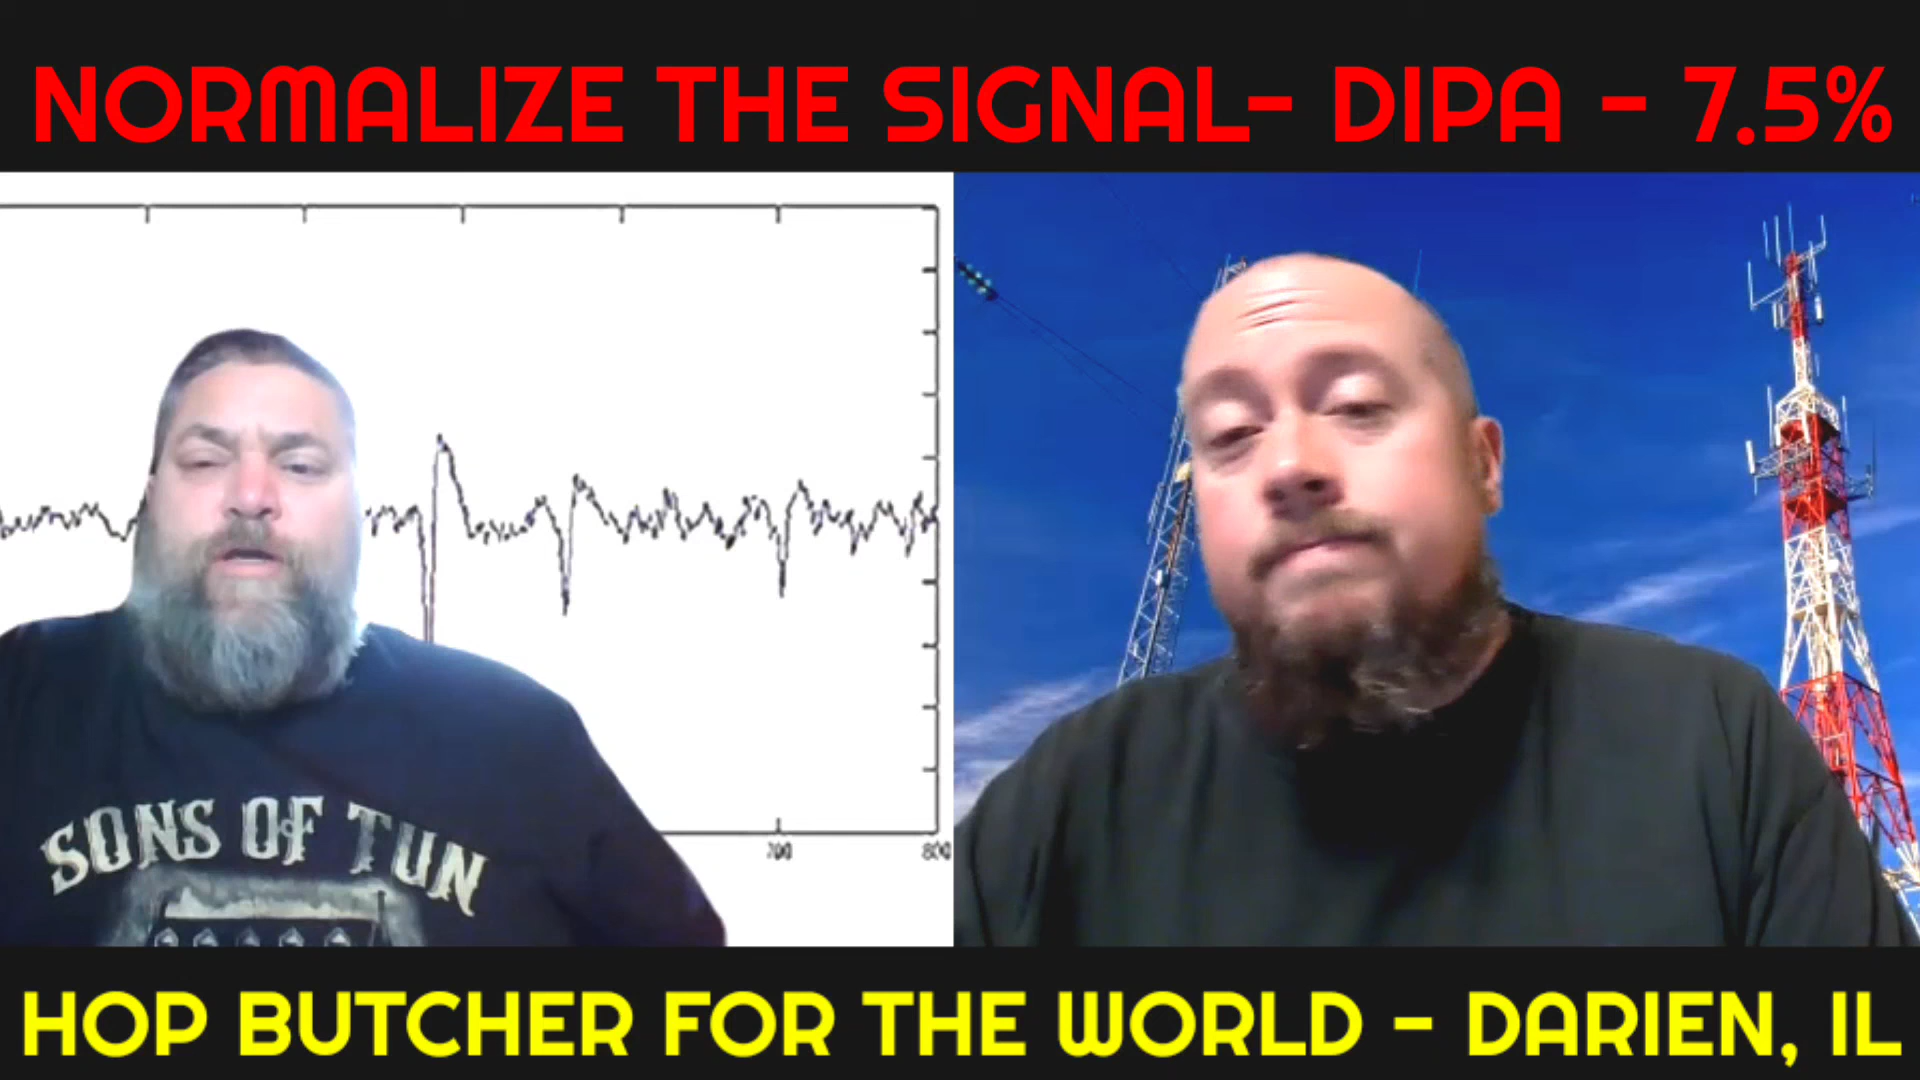 NORMALIZE THE SIGNAL- DIPA - 7.5%
SONS OF TUN
700
800
HOP BUTCHER FOR THE WORLD - DARIEN, IL